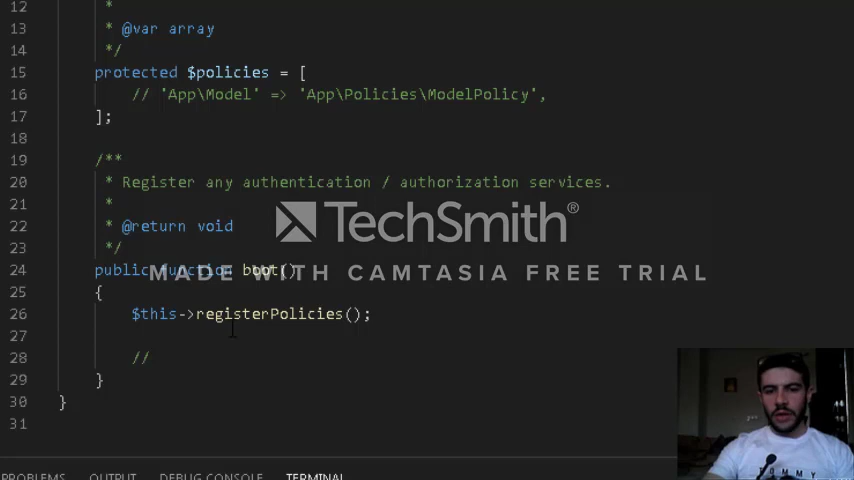 12 *
13 * @var array
14 */
15 protected $policies = [
16 // 'App\Model' => 'App\Policies\ModelPolicy',
17 ];
18
19 /**
20 * Register any authentication / authorization services.
21 *
22 * @return void
23 */
24 public function boot()
25 {
26 $this->registerPolicies();
27
28 //
29 }
30 }
31
TechSmith®
MADE WITH CAMTASIA FREE TRIAL
TOMMY
PROBLEMS OUTPUT DEBUG CONSOLE TERMINAL